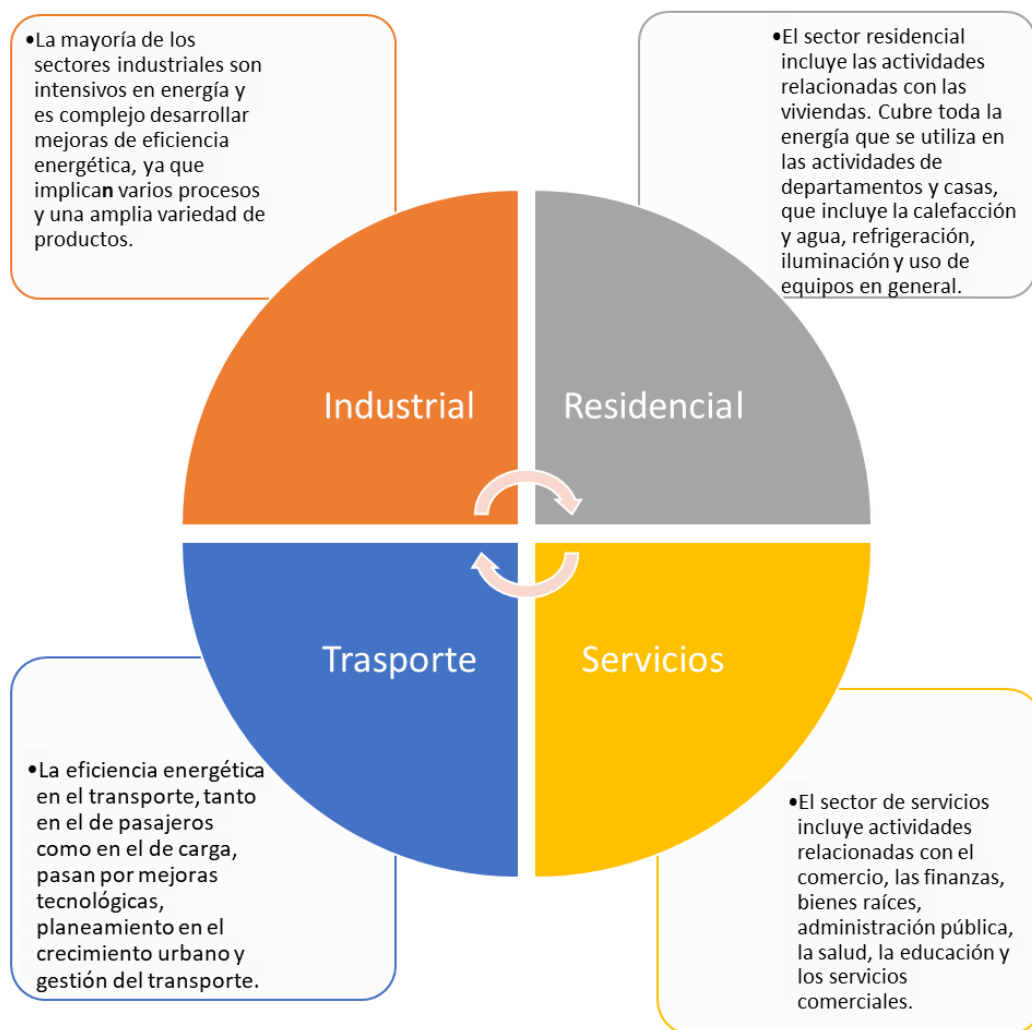 •La mayoría de los
sectores industriales son
intensivos en energía y
es complejo desarrollar
mejoras de eficiencia
energética, ya que
implican varios procesos
y una amplia variedad de
productos.
•El sector residencial
incluye las actividades
relacionadas con las
viviendas. Cubre toda la
energía que se utiliza en
las actividades de
departamentos y casas,
que incluye la calefacción
y agua, refrigeración,
iluminación y uso de
equipos en general.
Industrial
Residencial
Trasporte
Servicios
•La eficiencia energética
en el transporte, tanto
en el de pasajeros
como en el de carga,
pasan por mejoras
tecnológicas,
planeamiento en el
crecimiento urbano y
gestión del transporte.
•El sector de servicios
incluye actividades
relacionadas con el
comercio, las finanzas,
bienes raíces,
administración pública,
la salud, la educación y
los servicios
comerciales.